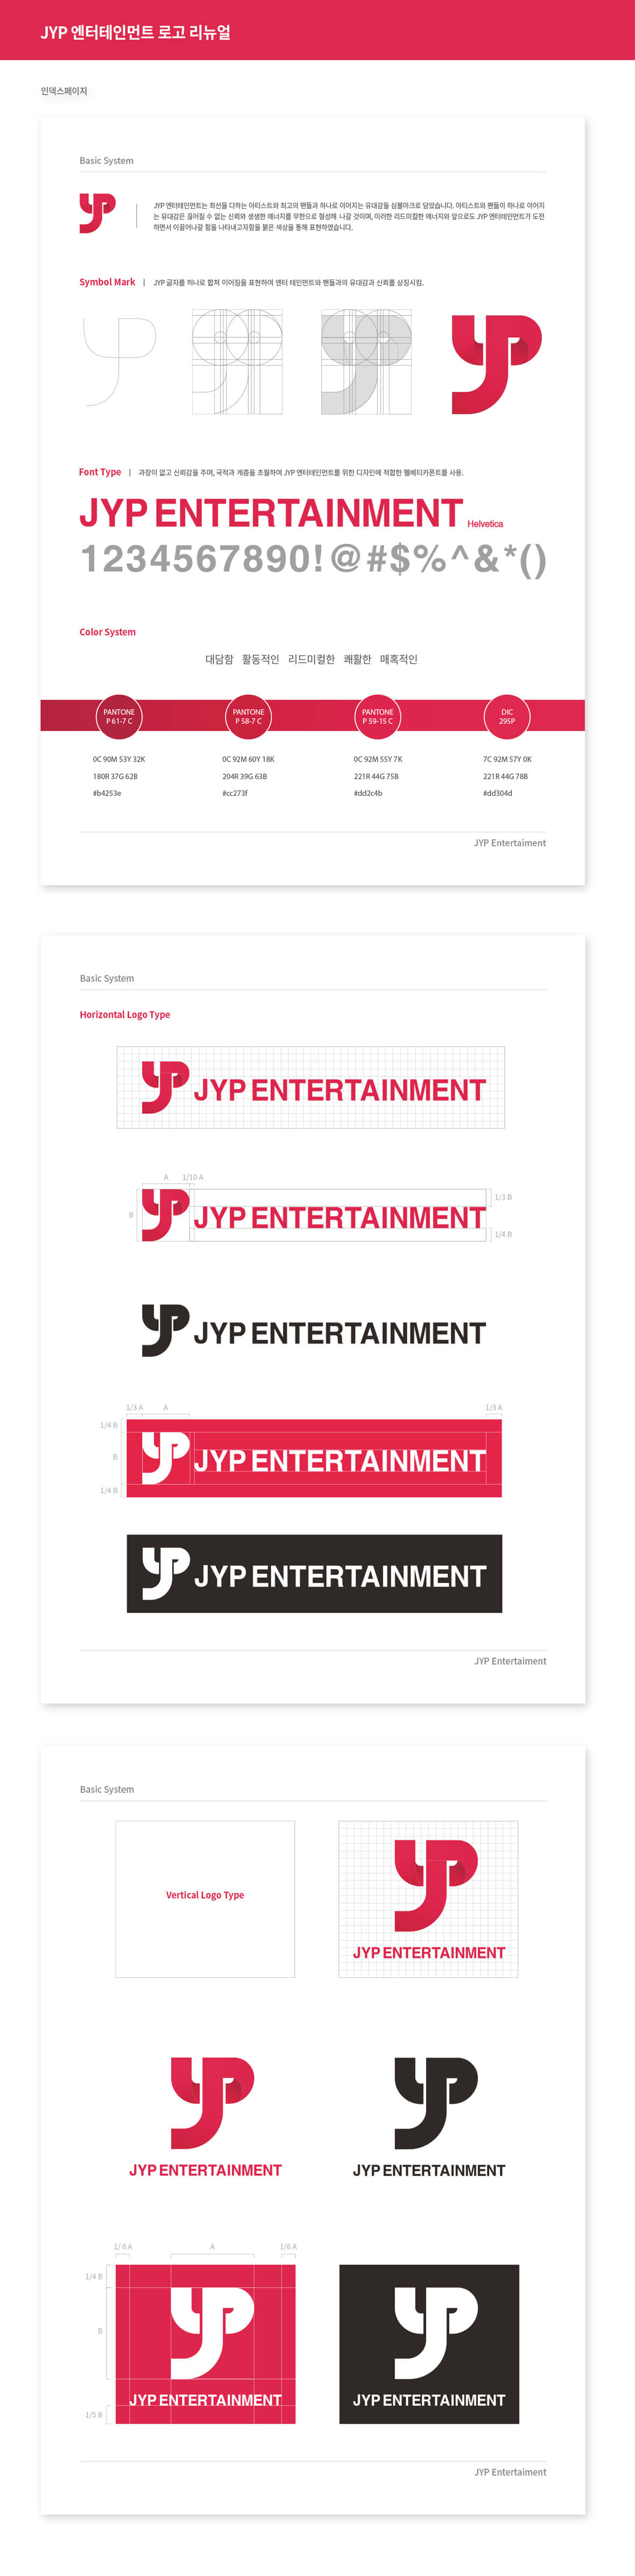 JYP 엔터테인먼트 로고 리뉴얼
인덱스페이지
Basic System
JYP 엔터테인먼트는 최선을 다하는 아티스트와 최고의 팬들과 하나로 이어지는 유대감을 심볼마크로 담았습니다. 아티스트와 팬들이 하나로 이어지
는 유대감은 끊어질 수 없는 신뢰와 생생한 에너지를 무한으로 형성해 나갈 것이며, 이러한 리드미컬한 에너지와 앞으로도 JYP 엔터테인먼트가 도전
하면서 이끌어나갈 힘을 나타내고자함을 붉은 색상을 통해 표현하였습니다.
Symbol Mark | JYP 글자를 하나로 합쳐 이어짐을 표현하여 엔터 테인먼트와 팬들과의 유대감과 신뢰를 상징시킴.
Font Type | 과장이 없고 신뢰감을 주며, 국적과 계층을 초월하여 JYP 엔터테인먼트를 위한 디자인에 적합한 헬베티카폰트를 사용.
JYP ENTERTAINMENT Helvetica
1234567890!@#$%^&*()
Color System
대담함 활동적인 리드미컬한 쾌활한 매혹적인
PANTONE P 61-7 C
PANTONE P 58-7 C
PANTONE P 59-15 C
DIC 295P
0C 90M 53Y 32K
0C 92M 60Y 18K
0C 92M 55Y 7K
7C 92M 57Y 0K
180R 37G 62B
204R 39G 63B
221R 44G 75B
221R 44G 78B
#b4253e
#cc273f
#dd2c4b
#dd304d
JYP Entertaiment
Basic System
Horizontal Logo Type
JYP ENTERTAINMENT
A 1/10 A
B
1/3 B
JYP ENTERTAINMENT
1/4 B
JYP ENTERTAINMENT
1/3 A A 1/3 A
1/4 B
B
JYP ENTERTAINMENT
1/4 B
JYP ENTERTAINMENT
JYP Entertaiment
Basic System
Vertical Logo Type
JYP ENTERTAINMENT
JYP ENTERTAINMENT
JYP ENTERTAINMENT
1/ 6A A 1/6 A
1/4 B
B
JYP ENTERTAINMENT
1/5 B
JYP ENTERTAINMENT
JYP Entertaiment